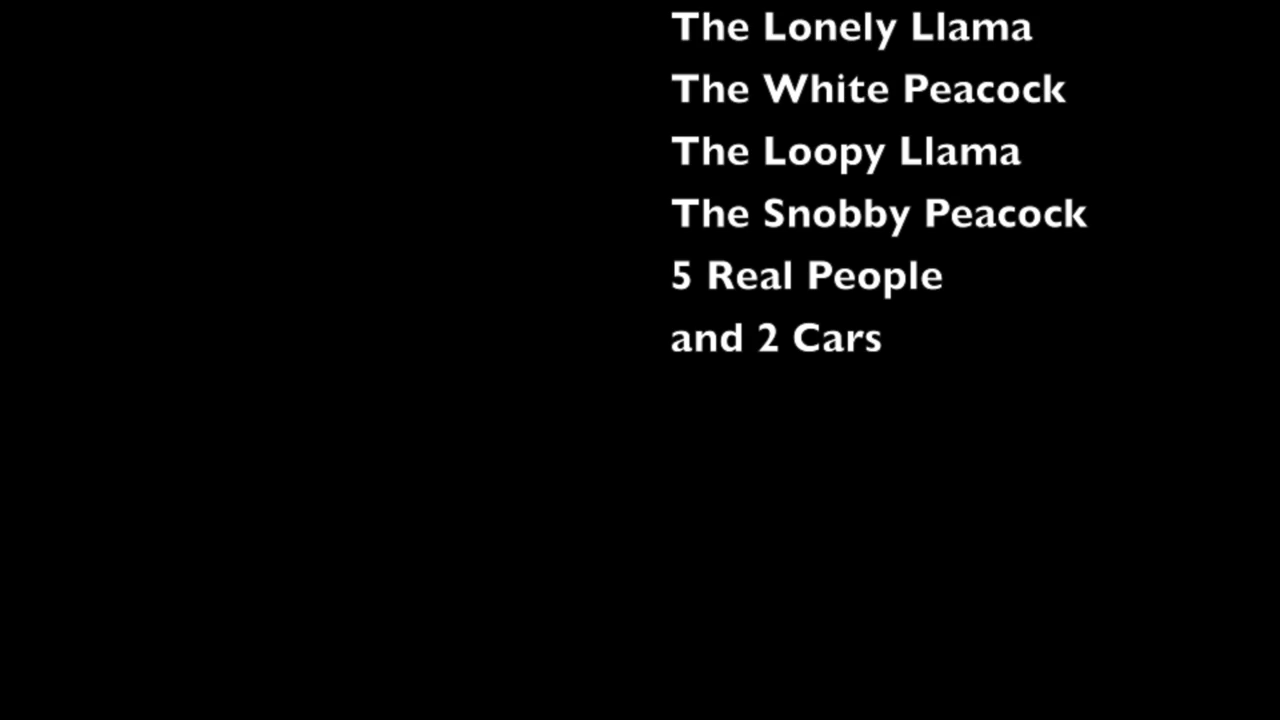 The Lonely Llama
The White Peacock
The Loopy Llama
The Snobby Peacock
5 Real People
and 2 Cars